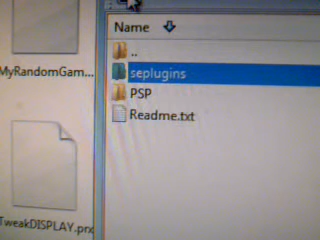 Name
..
seplugins
MyRandomGam...
PSP
Readme.txt
TweakDISPLAY.prx